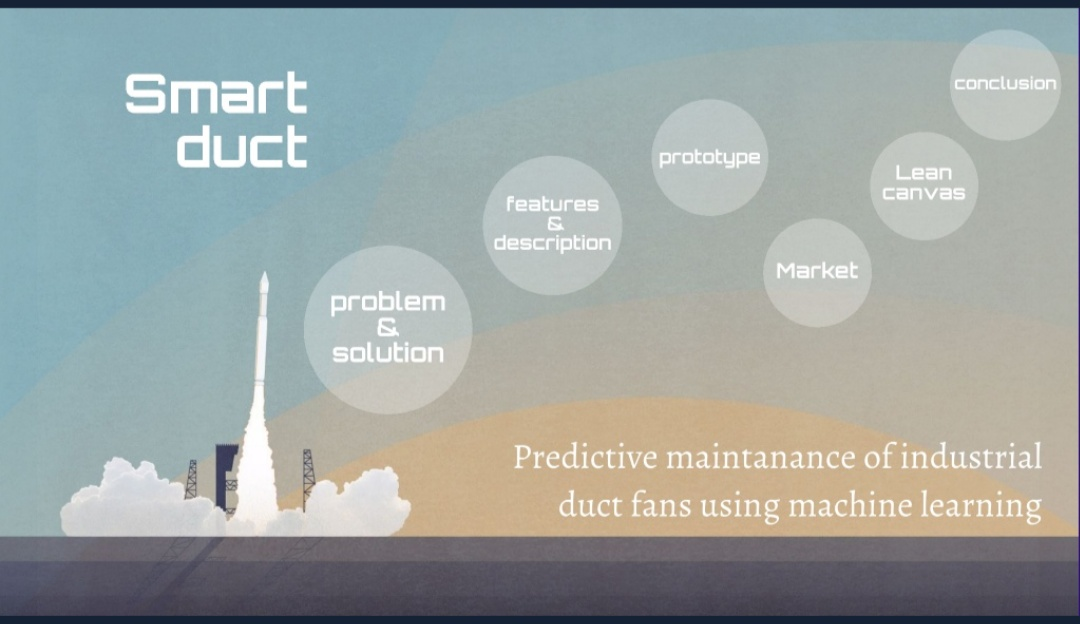 Smart
duct
problem
&
solution
features
&
description
prototype
Market
Lean
canvas
conclusion
Predictive maintanance of industrial
duct fans using machine learning